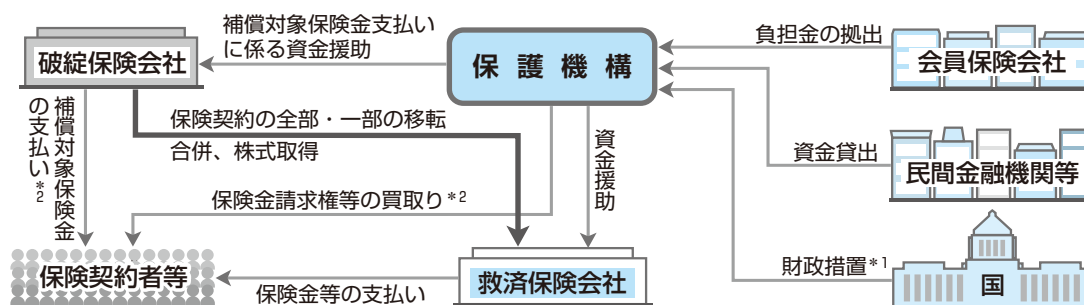 補償対象保険金支払い
に係る資金援助
破綻保険会社
保護機構
負担金の拠出
会員保険会社
補償対象保険金
の支払い*2
保険契約の全部・一部の移転
合併、株式取得
資金援助
資金貸出
民間金融機関等
保険金請求権等の買取り*2
保険契約者等
保険金等の支払い
救済保険会社
財政措置*1
国